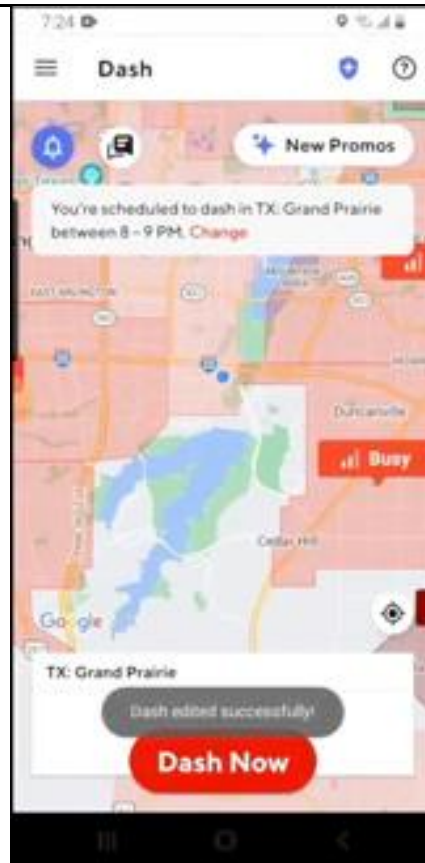 7:24
Dash
New Promos
You're scheduled to dash in TX: Grand Prairie
between 8 - 9 PM. Change
EAST ARLINGTON
Duncanville
Busy
Cedar Hill
Google
TX: Grand Prairie
Dash edited successfully!
Dash Now